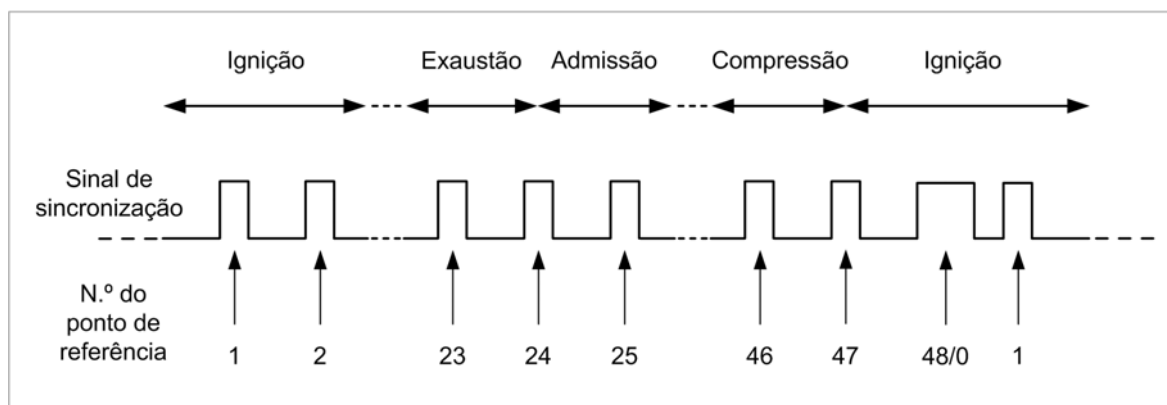 Ignição Exaustão Admissão Compressão Ignição
Sinal de
sincronização
N.º do
ponto de
referência
1 2 23 24 25 46 47 48/0 1